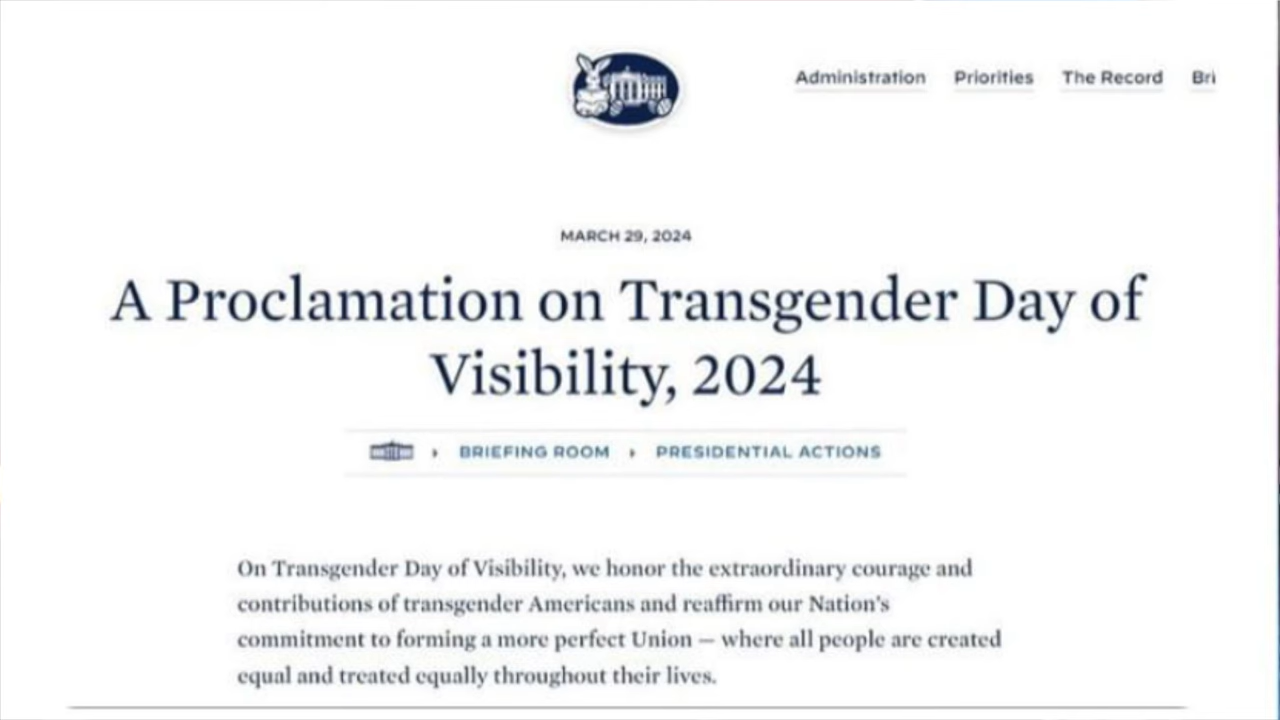 Administration Priorities The Record Bri
MARCH 29, 2024
A Proclamation on Transgender Day of
Visibility, 2024
BRIEFING ROOM PRESIDENTIAL ACTIONS
On Transgender Day of Visibility, we honor the extraordinary courage and
contributions of transgender Americans and reaffirm our Nation's
commitment to forming a more perfect Union — where all people are created
equal and treated equally throughout their lives.